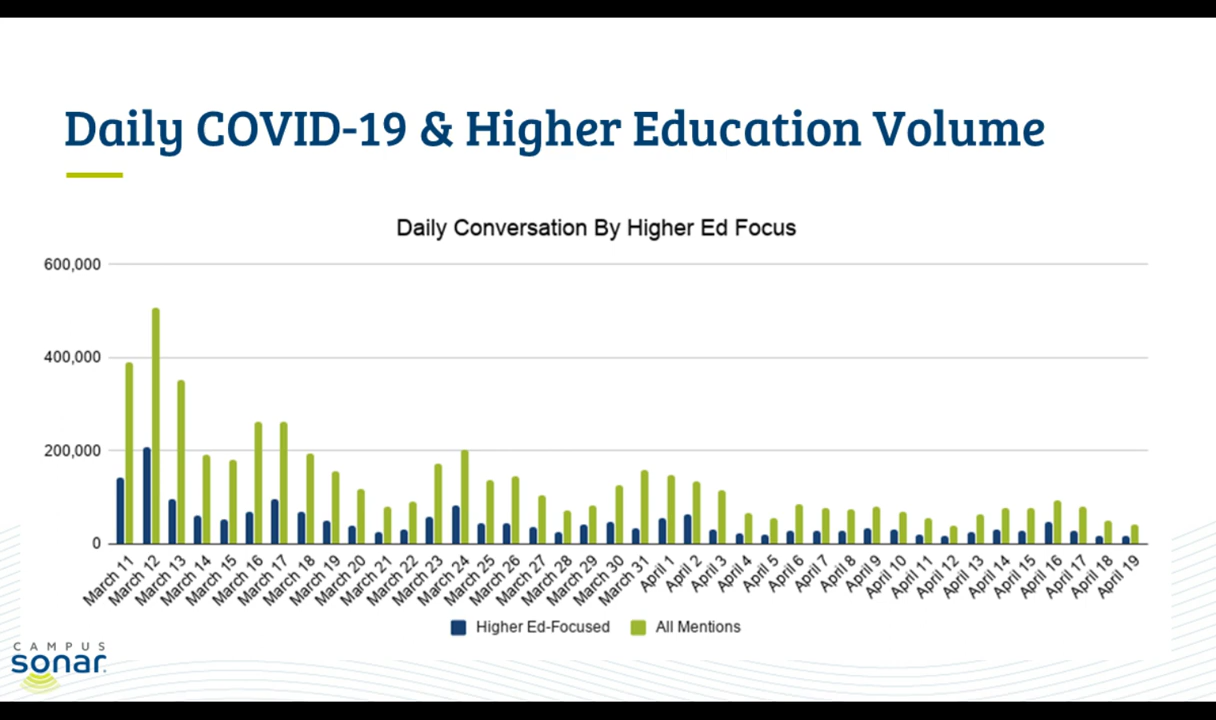 Daily COVID-19 & Higher Education Volume
Daily Conversation By Higher Ed Focus
600,000
400,000
200,000
0
March 11
March 12
March 13
March 14
March 15
March 16
March 17
March 18
March 19
March 20
March 21
March 22
March 23
March 24
March 25
March 26
March 27
March 28
March 29
March 30
March 31
April 1
April 2
April 3
April 4
April 5
April 6
April 7
April 8
April 9
April 10
April 11
April 12
April 13
April 14
April 15
April 16
April 17
April 18
April 19
Higher Ed-Focused
All Mentions
CAMPUS
sonar